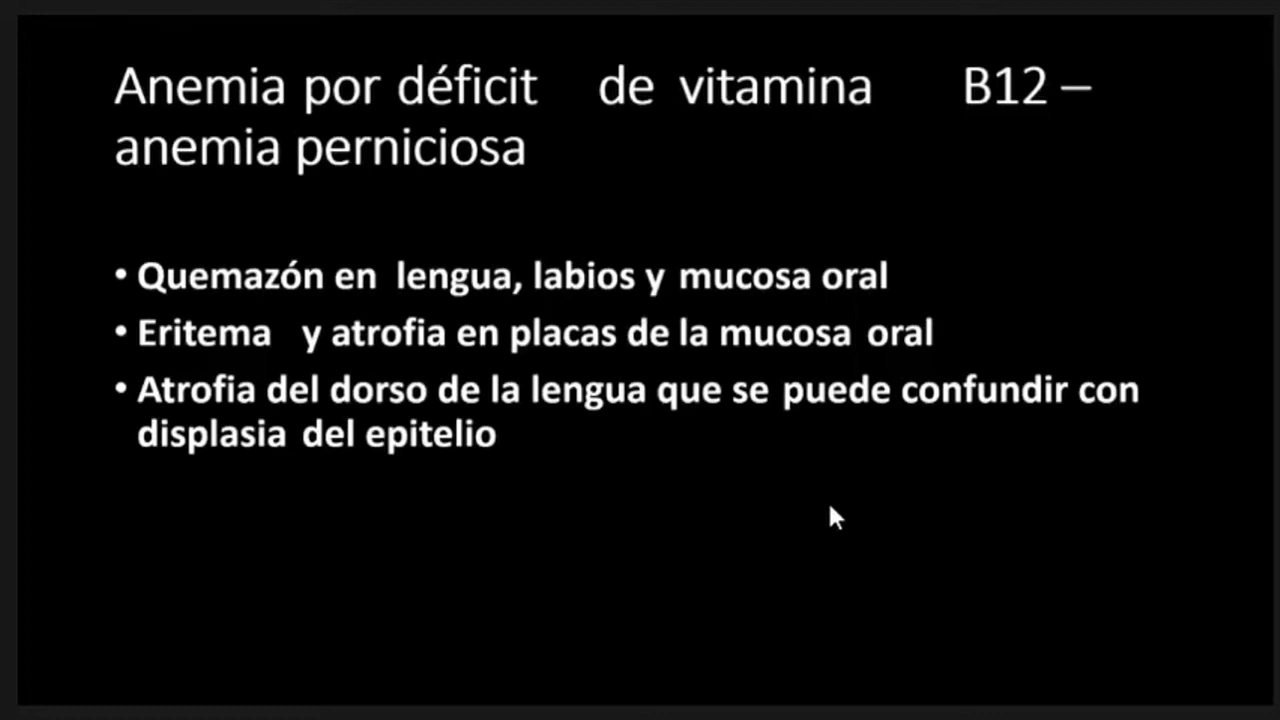 Anemia por déficit de vitamina B12 –
anemia perniciosa
• Quemazón en lengua, labios y mucosa oral
• Eritema y atrofia en placas de la mucosa oral
• Atrofia del dorso de la lengua que se puede confundir con
displasia del epitelio